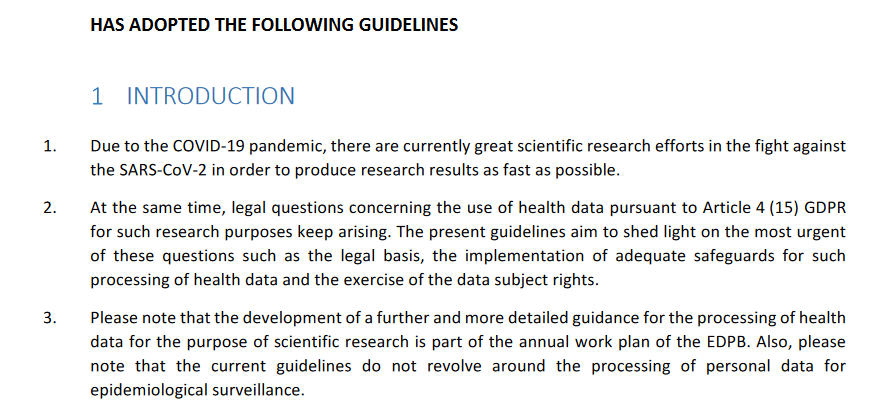 HAS ADOPTED THE FOLLOWING GUIDELINES
1 INTRODUCTION
1. Due to the COVID-19 pandemic, there are currently great scientific research efforts in the fight against
the SARS-CoV-2 in order to produce research results as fast as possible.
2. At the same time, legal questions concerning the use of health data pursuant to Article 4 (15) GDPR
for such research purposes keep arising. The present guidelines aim to shed light on the most urgent
of these questions such as the legal basis, the implementation of adequate safeguards for such
processing of health data and the exercise of the data subject rights.
3. Please note that the development of a further and more detailed guidance for the processing of health
data for the purpose of scientific research is part of the annual work plan of the EDPB. Also, please
note that the current guidelines do not revolve around the processing of personal data for
epidemiological surveillance.